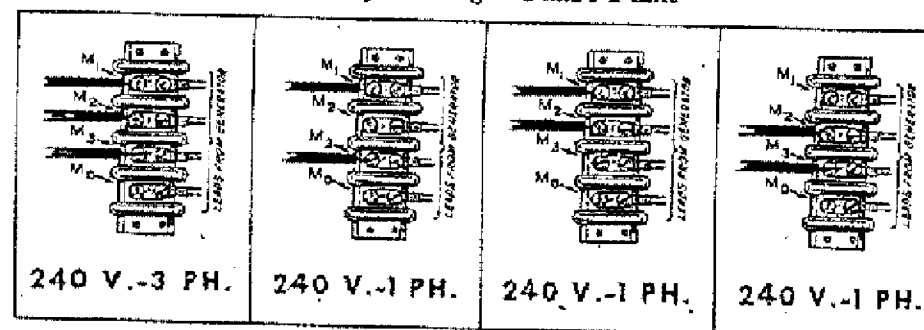 M1
M2
M3
M0
LEADS FROM GENERATOR
240 V.-3 PH.
M1
M2
M3
M0
LEADS FROM GENERATOR
240 V.-1 PH.
M1
M2
M3
M0
LEADS FROM GENERATOR
240 V.-1 PH.
M1
M2
M3
M0
LEADS FROM GENERATOR
240 V.-1 PH.